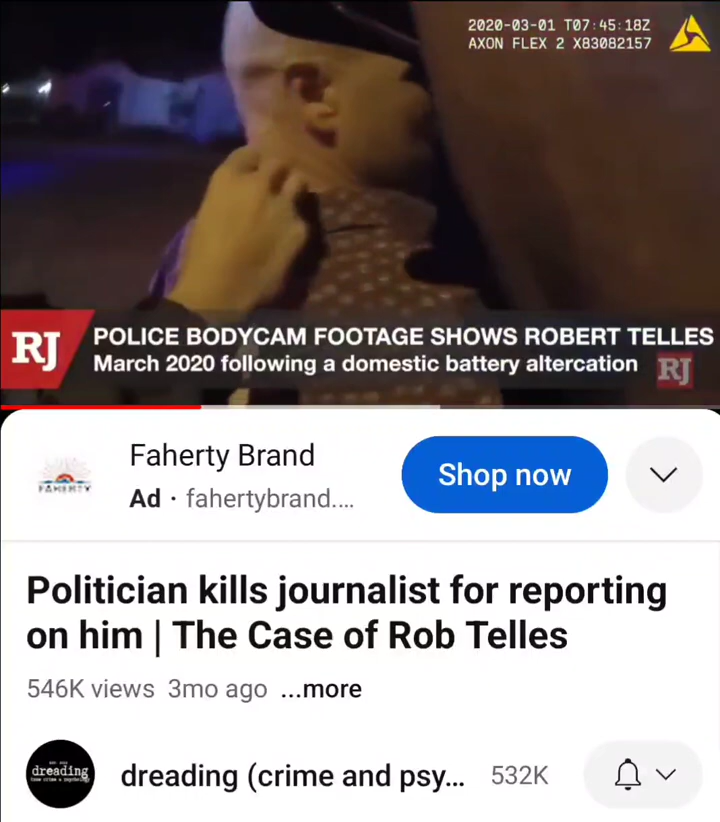 2020-03-01 T07:45:18Z
AXON FLEX 2 X83082157
RJ
POLICE BODYCAM FOOTAGE SHOWS ROBERT TELLES
March 2020 following a domestic battery altercation
RJ
FAHERTY
Faherty Brand
Ad · fahertybrand....
Shop now
Politician kills journalist for reporting
on him | The Case of Rob Telles
546K views 3mo ago ...more
dreading
dreading (crime and psy... 532K